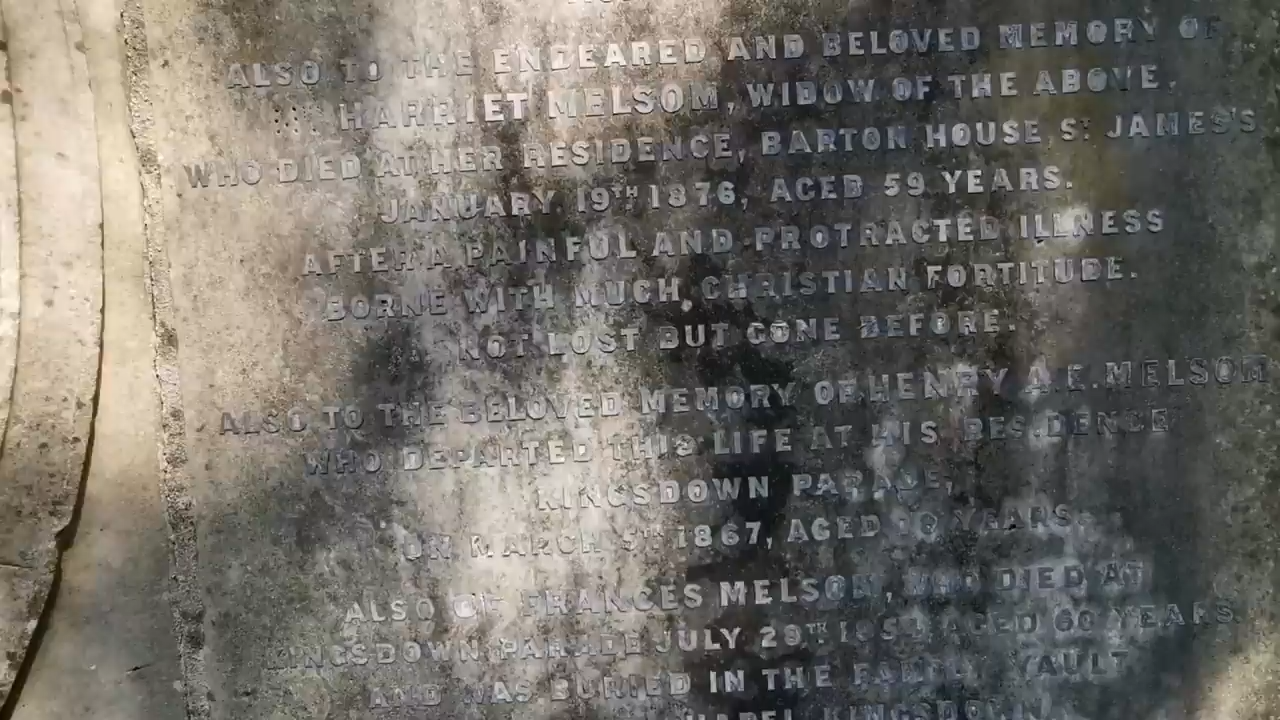 ALSO TO THE ENDEARED AND BELOVED MEMORY OF
HARRIET MELSOM, WIDOW OF THE ABOVE,
WHO DIED AT HER RESIDENCE, BARTON HOUSE, ST JAMES'S
JANUARY 19TH 1876, AGED 59 YEARS.
AFTER A PAINFUL AND PROTRACTED ILLNESS
BORNE WITH MUCH CHRISTIAN FORTITUDE.
NOT LOST BUT GONE BEFORE.
ALSO TO THE BELOVED MEMORY OF HENRY A.E. MELSOM
WHO DEPARTED THIS LIFE AT HIS RESIDENCE
KINGSDOWN PARADE,
ON MARCH 5TH 1867, AGED YEARS.
ALSO OF FRANCES MELSOM, WHO DIED AT
KINGSDOWN PARADE JULY 29TH AGED 60 YEARS.
AND WAS BURIED IN THE FAMILY VAULT
CHAPEL, KINGSDOWN.